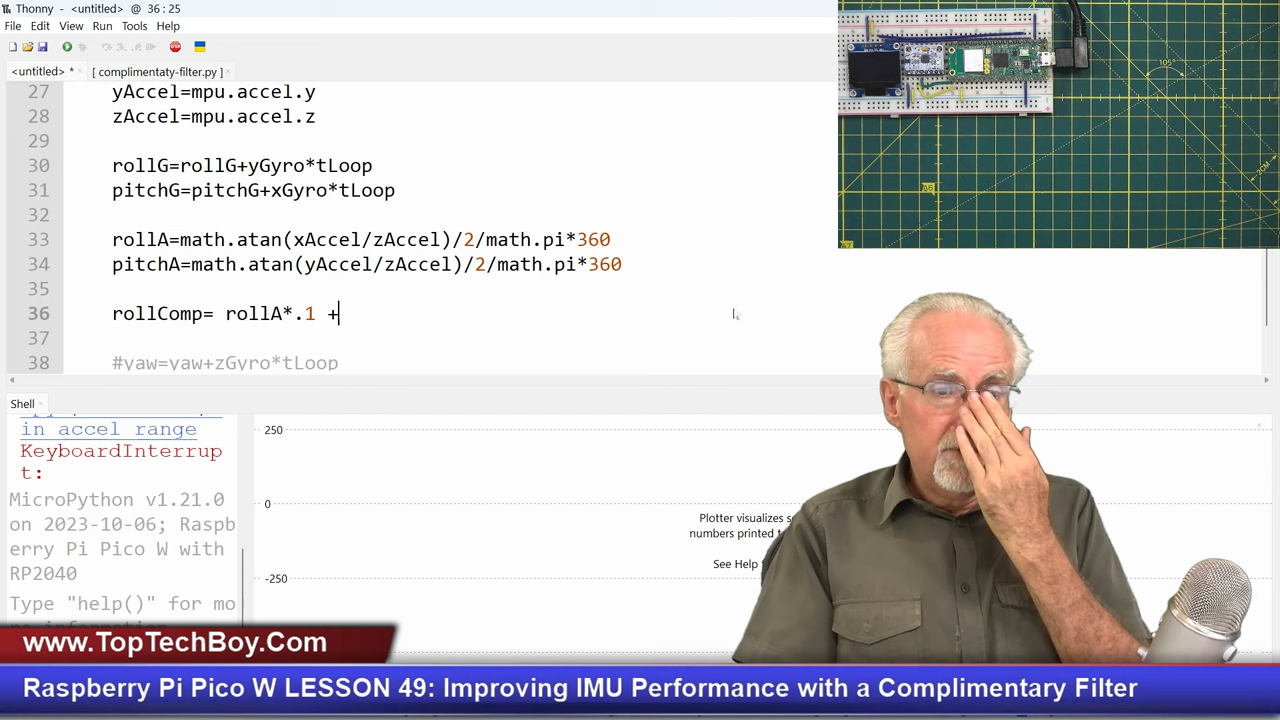 Thonny - <untitled> @ 36:25
File Edit View Run Tools Help
<untitled> * [ complimentaty-filter.py ]
27 yAccel=mpu.accel.y
28 zAccel=mpu.accel.z
29
30 rollG=rollG+yGyro*tLoop
31 pitchG=pitchG+xGyro*tLoop
32
33 rollA=math.atan(xAccel/zAccel)/2/math.pi*360
34 pitchA=math.atan(yAccel/zAccel)/2/math.pi*360
35
36 rollComp= rollA*.1 +
37
38 #yaw=yaw+zGyro*tLoop
Shell
in accel range
KeyboardInterrup
t:
MicroPython v1.21.0
on 2023-10-06; Raspb
erry Pi Pico W with
RP2040
Type "help()" for mo
250
0
-250
Plotter visualizes
numbers printed
See Help
105°
www.TopTechBoy.Com
Raspberry Pi Pico W LESSON 49: Improving IMU Performance with a Complimentary Filter